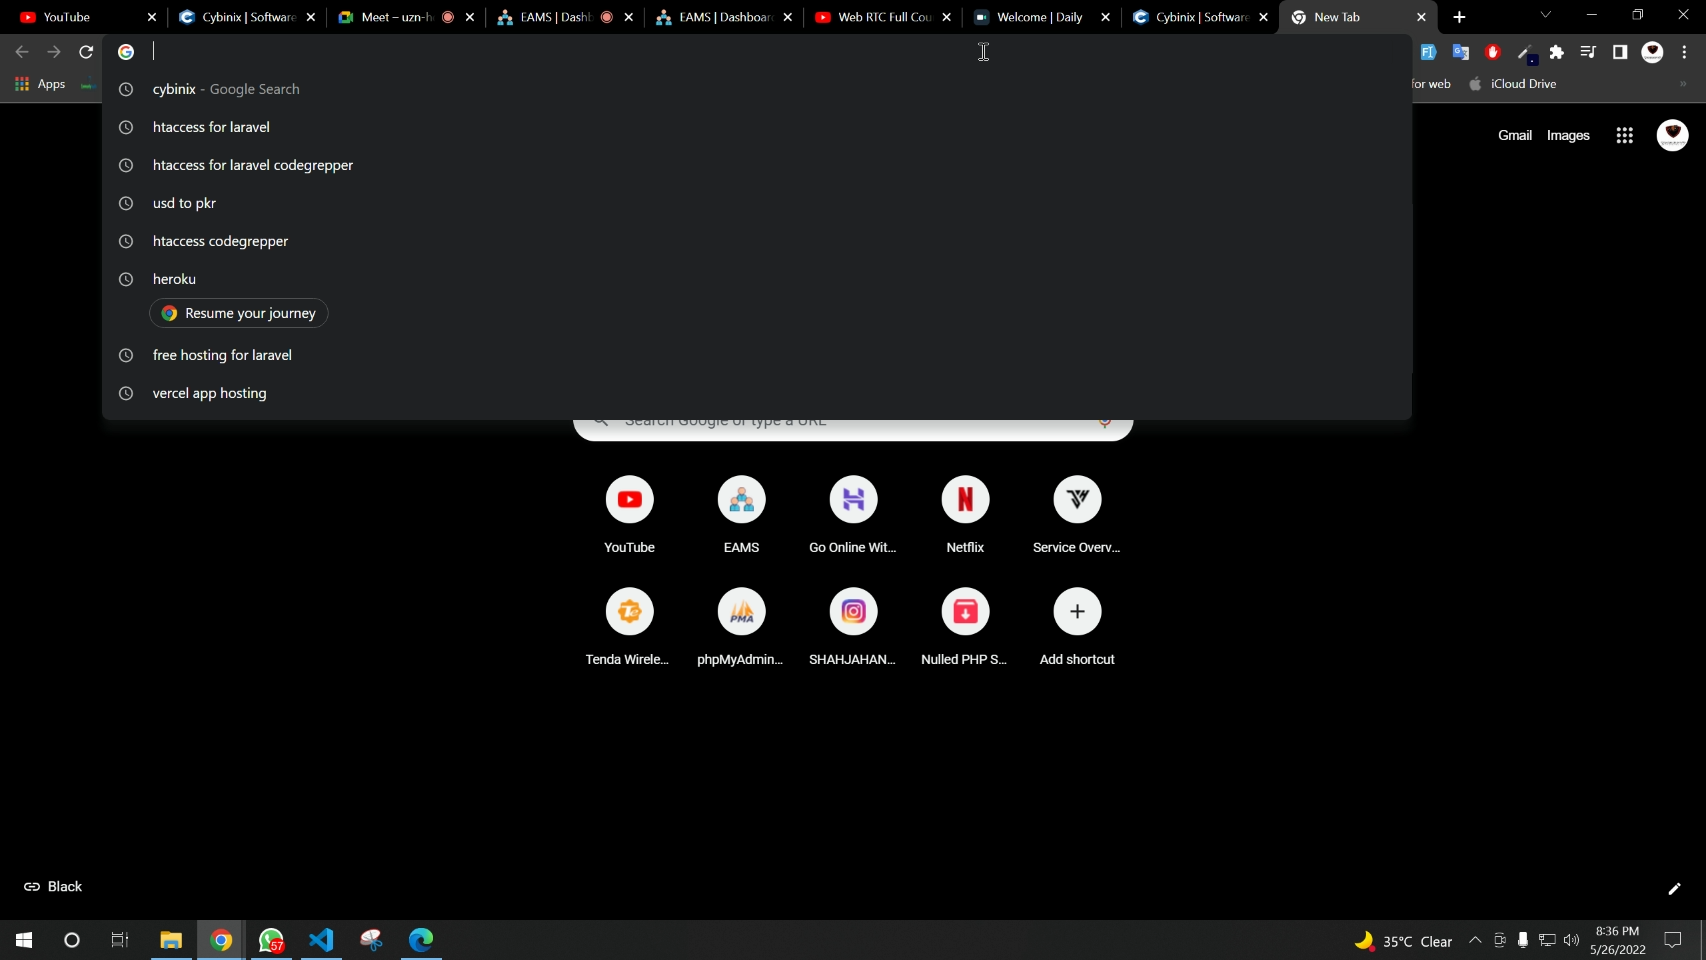 YouTube
Cybinix | Software
Meet – uzn-h
EAMS | Dashb
EAMS | Dashboard
Web RTC Full Cou
Welcome | Daily
Cybinix | Software
New Tab
Apps
for web
iCloud Drive
cybinix - Google Search
htaccess for laravel
htaccess for laravel codegrepper
usd to pkr
htaccess codegrepper
heroku
Resume your journey
free hosting for laravel
vercel app hosting
Gmail
Images
Search Google or type a URL
YouTube
EAMS
Go Online Wit...
Netflix
Service Overv...
Tenda Wirele...
phpMyAdmin...
SHAHJAHAN...
Nulled PHP S...
Add shortcut
Black
57
35°C Clear
8:36 PM
5/26/2022